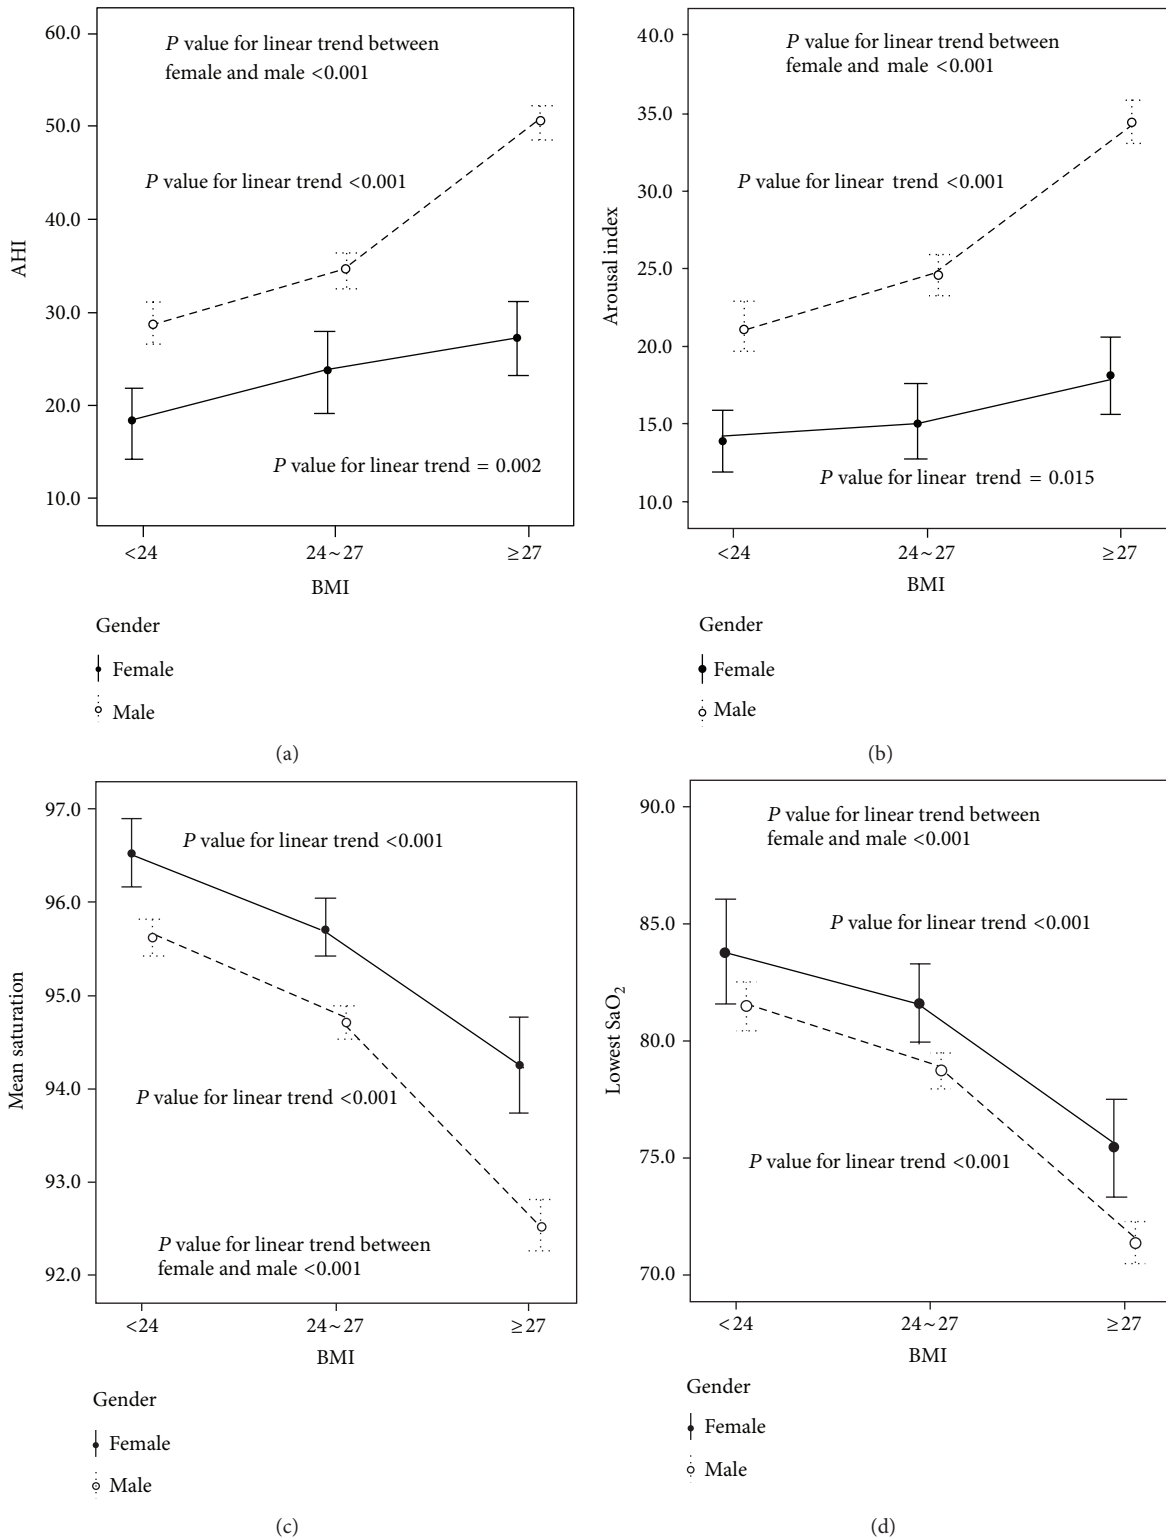 60.0
50.0
40.0
30.0
20.0
10.0
AHI
P value for linear trend between
female and male <0.001
P value for linear trend <0.001
P value for linear trend = 0.002
<24
24~27
≥27
BMI
Gender
Female
Male
(a)
40.0
35.0
30.0
25.0
20.0
15.0
10.0
Arousal index
P value for linear trend between
female and male <0.001
P value for linear trend <0.001
P value for linear trend = 0.015
<24
24~27
≥27
BMI
Gender
Female
Male
(b)
97.0
96.0
95.0
94.0
93.0
92.0
Mean saturation
P value for linear trend <0.001
P value for linear trend <0.001
P value for linear trend between
female and male <0.001
<24
24~27
≥27
BMI
Gender
Female
Male
(c)
90.0
85.0
80.0
75.0
70.0
Lowest SaO₂
P value for linear trend between
female and male <0.001
P value for linear trend <0.001
P value for linear trend <0.001
<24
24~27
≥27
BMI
Gender
Female
Male
(d)